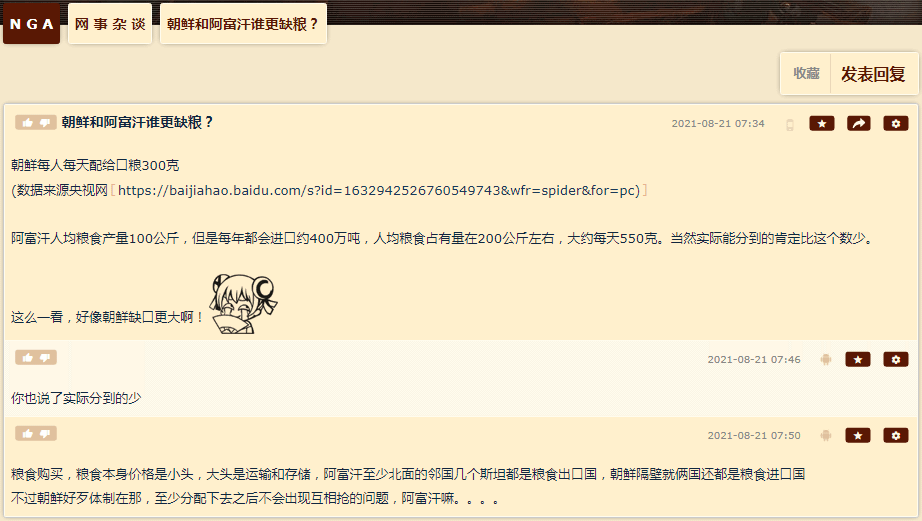 NGA
网事杂谈
朝鲜和阿富汗谁更缺粮？
收藏
发表回复
朝鲜和阿富汗谁更缺粮？
2021-08-21 07:34
朝鲜每人每天配给口粮300克
(数据来源央视网[https://baijiahao.baidu.com/s?id=1632942526760549743&wfr=spider&for=pc)]
阿富汗人均粮食产量100公斤，但是每年都会进口约400万吨，人均粮食占有量在200公斤左右，大约每天550克。当然实际能分到的肯定比这个数少。
这么一看，好像朝鲜缺口更大啊！
2021-08-21 07:46
你也说了实际分到的少
2021-08-21 07:50
粮食购买，粮食本身价格是小头，大头是运输和存储，阿富汗至少北面的邻国几个斯坦都是粮食出口国，朝鲜隔壁就俩国还都是粮食进口国
不过朝鲜好歹体制在那，至少分配下去之后不会出现互相抢的问题，阿富汗嘛。。。。